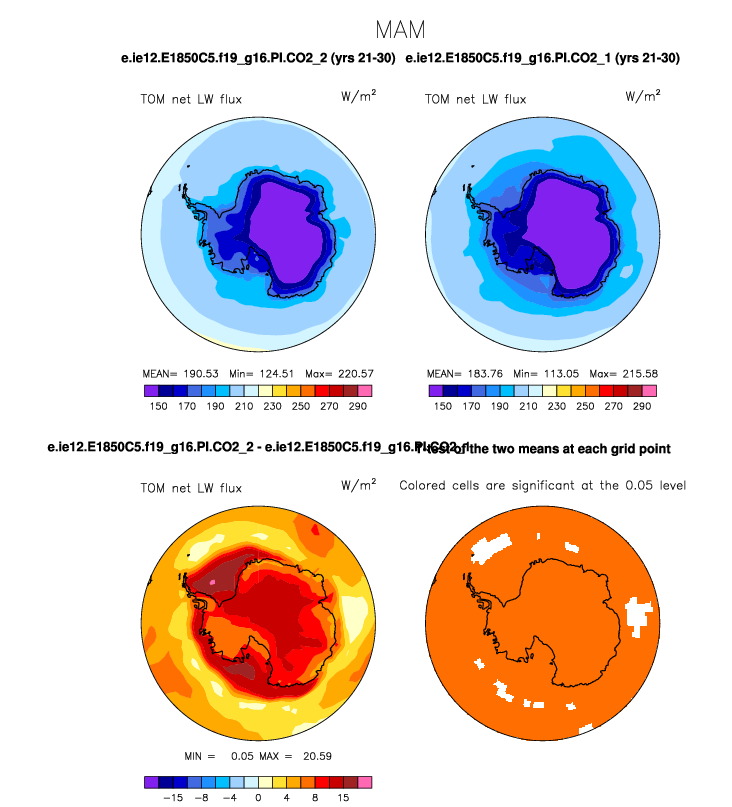 MAM
e.ie12.E1850C5.f19_g16.PI.CO2_2 (yrs 21-30) e.ie12.E1850C5.f19_g16.PI.CO2_1 (yrs 21-30)
TOM net LW flux W/m² TOM net LW flux W/m²
MEAN= 190.53 Min= 124.51 Max= 220.57 MEAN= 183.76 Min= 113.05 Max= 215.58
150 170 190 210 230 250 270 290 150 170 190 210 230 250 270 290
e.ie12.E1850C5.f19_g16.PI.CO2_2 - e.ie12.E1850C5.f19_g16.PI.CO2_1 T-test of the two means at each grid point
TOM net LW flux W/m² Colored cells are significant at the 0.05 level
MIN = 0.05 MAX = 20.59
-15 -8 -4 0 4 8 15